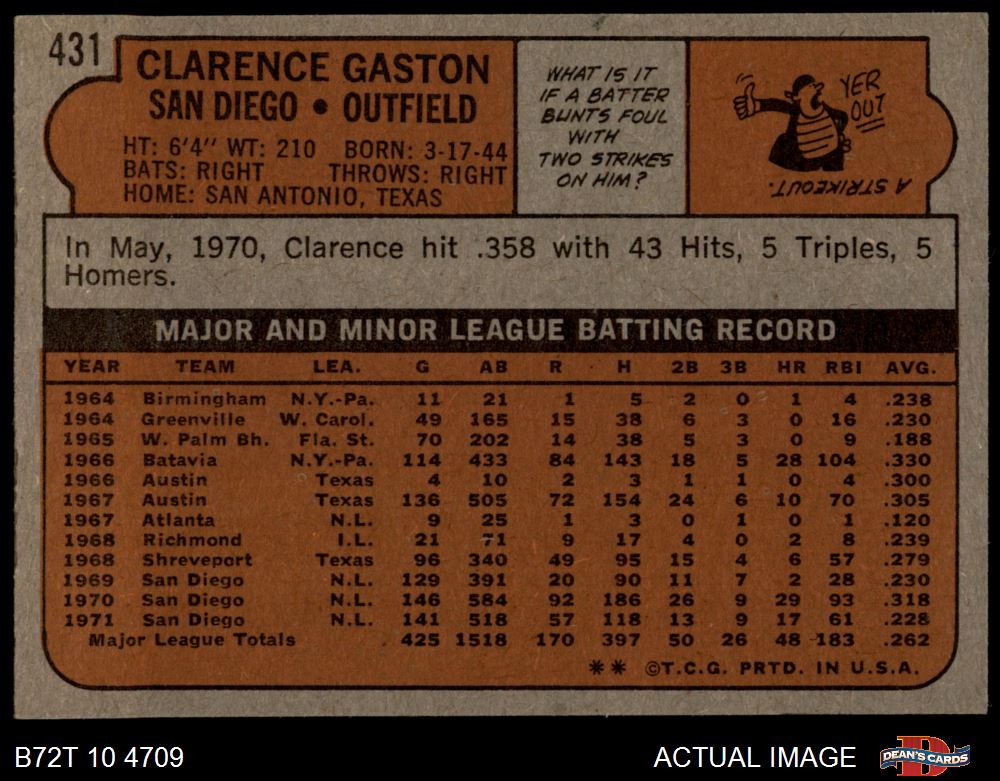 431
CLARENCE GASTON
SAN DIEGO • OUTFIELD
HT: 6'4" WT: 210 BORN: 3-17-44
BATS: RIGHT THROWS: RIGHT
HOME: SAN ANTONIO, TEXAS
WHAT IS IT
IF A BATTER
BUNTS FOUL
WITH
TWO STRIKES
ON HIM?
YER
OUT
A STRIKEOUT.
In May, 1970, Clarence hit .358 with 43 Hits, 5 Triples, 5
Homers.
MAJOR AND MINOR LEAGUE BATTING RECORD
YEAR TEAM LEA. G AB R H 2B 3B HR RBI AVG.
1964 Birmingham N.Y.-Pa. 11 21 1 5 2 0 1 4 .238
1964 Greenville W. Carol. 49 165 15 38 6 3 0 16 .230
1965 W. Palm Bh. Fla. St. 70 202 14 38 5 3 0 9 .188
1966 Batavia N.Y.-Pa. 114 433 84 143 18 5 28 104 .330
1966 Austin Texas 4 10 2 3 1 1 0 4 .300
1967 Austin Texas 136 505 72 154 24 6 10 70 .305
1967 Atlanta N.L. 9 25 1 3 0 1 0 1 .120
1968 Richmond I.L. 21 71 9 17 4 0 2 8 .239
1968 Shreveport Texas 96 340 49 95 15 4 6 57 .279
1969 San Diego N.L. 129 391 20 90 11 7 2 28 .230
1970 San Diego N.L. 146 584 92 186 26 9 29 93 .318
1971 San Diego N.L. 141 518 57 118 13 9 17 61 .228
Major League Totals 425 1518 170 397 50 26 48 183 .262
** ©T.C.G. PRTD. IN U.S.A.
B72T 10 4709
ACTUAL IMAGE
DEAN'S CARDS